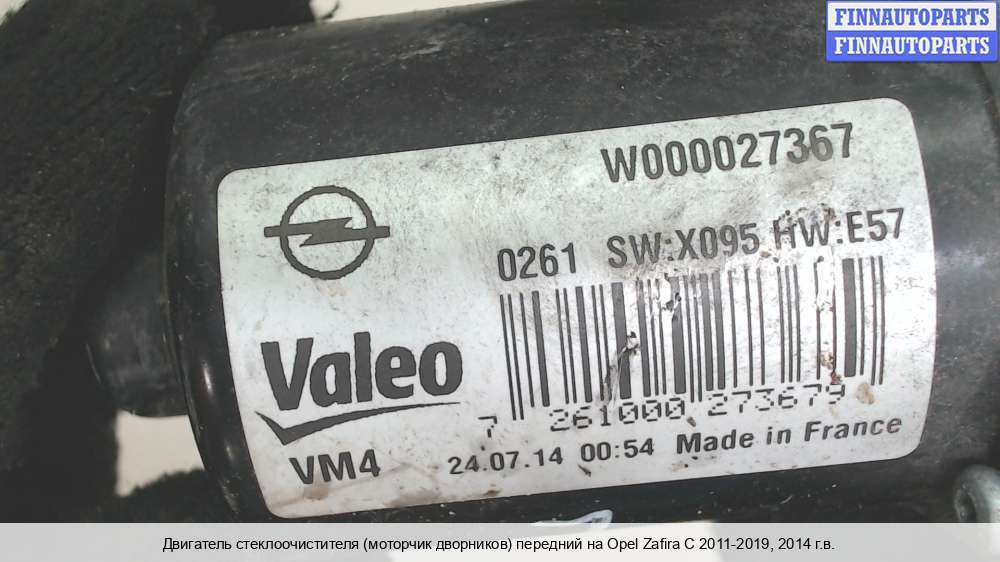 FINNAUTOPARTS
FINNAUTOPARTS
W000027367
0261 SW:X095 HW:E57
Valeo
7 261000 273679
VM4 24.07.14 00:54 Made in France
Двигатель стеклоочистителя (моторчик дворников) передний на Opel Zafira C 2011-2019, 2014 г.в.